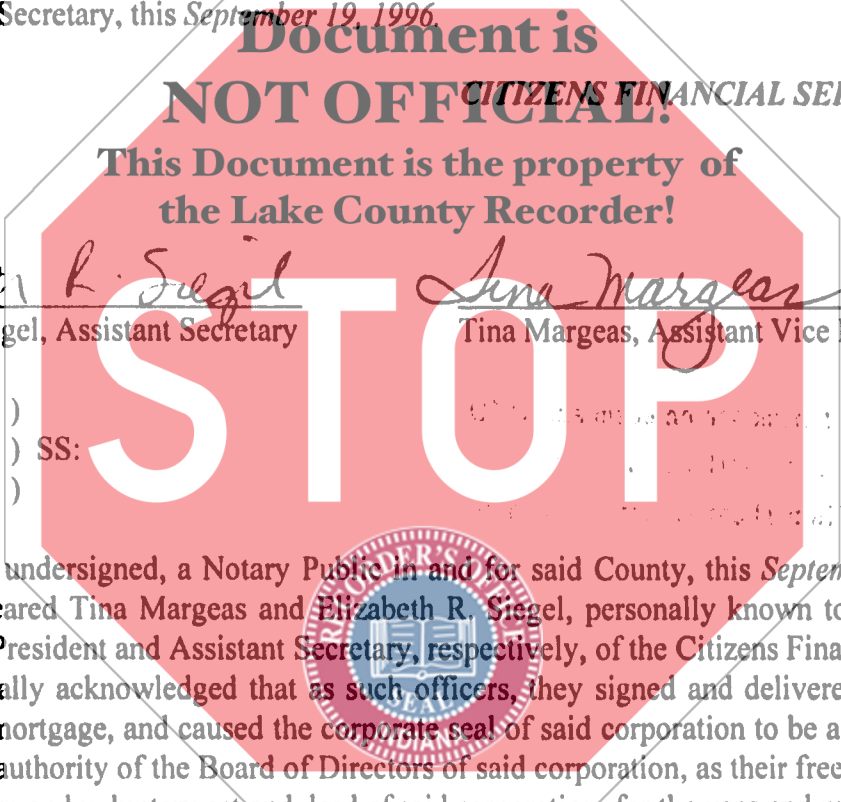 Secretary, this September 19, 1996.
Document is
NOT OFFICIAL!
CITIZENS FINANCIAL SE
This Document is the property of
the Lake County Recorder!
R. Siegel
Tina Margeas
gel, Assistant Secretary
Tina Margeas, Assistant Vice
STOP
)
) SS:
)
undersigned, a Notary Public in and for said County, this Septem
eared Tina Margeas and Elizabeth R. Siegel, personally known to
President and Assistant Secretary, respectively, of the Citizens Fina
ally acknowledged that as such officers, they signed and delivere
mortgage, and caused the corporate seal of said corporation to be a
authority of the Board of Directors of said corporation, as their free
RECORDER'S
SEAL
INDIANA